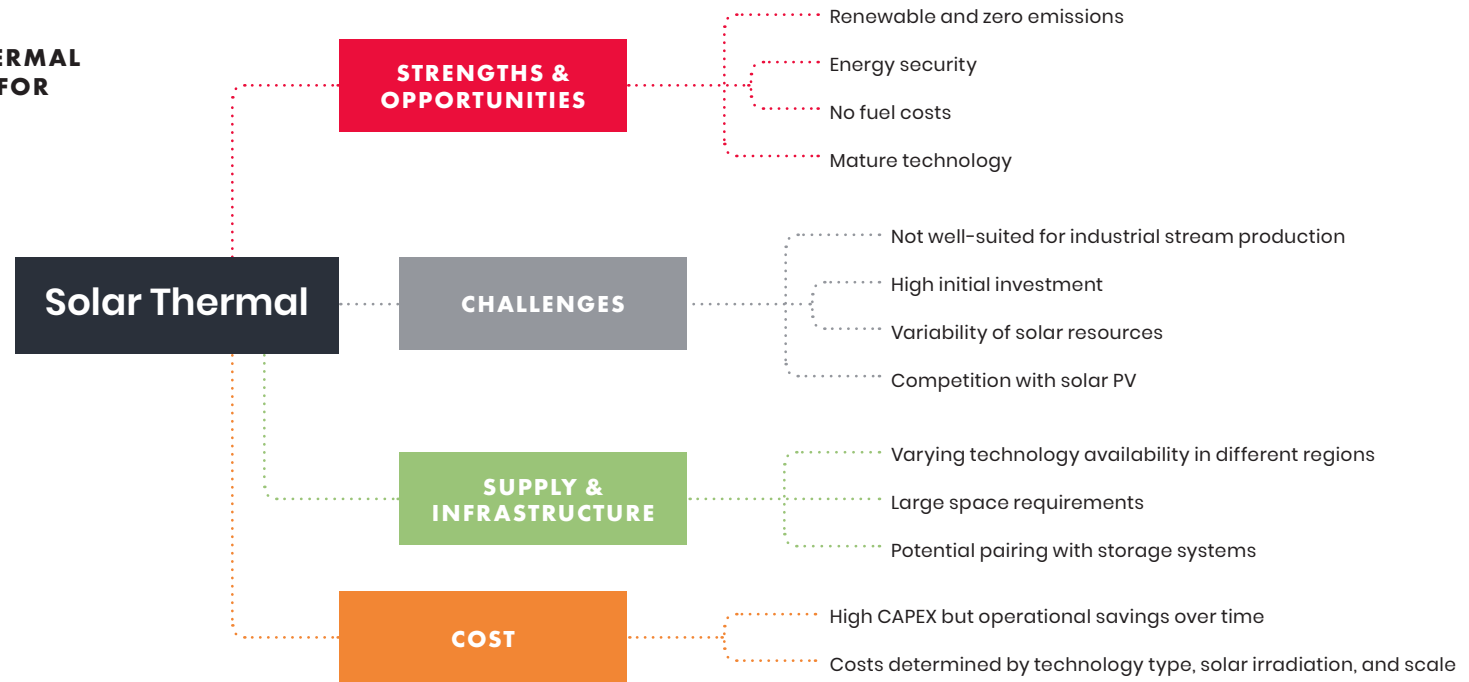 ERMAL
FOR
STRENGTHS &
OPPORTUNITIES
Renewable and zero emissions
Energy security
No fuel costs
Mature technology
Solar Thermal
CHALLENGES
Not well-suited for industrial stream production
High initial investment
Variability of solar resources
Competition with solar PV
SUPPLY &
INFRASTRUCTURE
Varying technology availability in different regions
Large space requirements
Potential pairing with storage systems
COST
High CAPEX but operational savings over time
Costs determined by technology type, solar irradiation, and scale